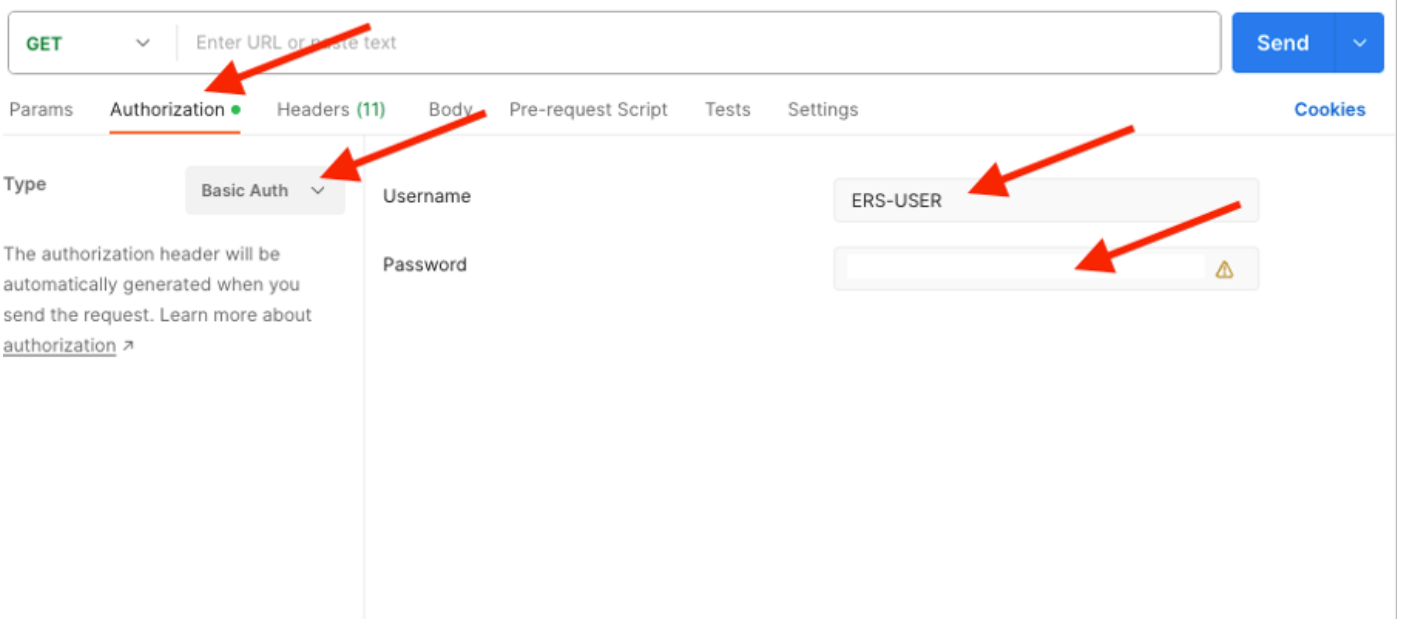 GET
Enter URL or paste text
Send
Params Authorization Headers (11) Body Pre-request Script Tests Settings Cookies
Type
Basic Auth
The authorization header will be
automatically generated when you
send the request. Learn more about
authorization ↗
Username
ERS-USER
Password